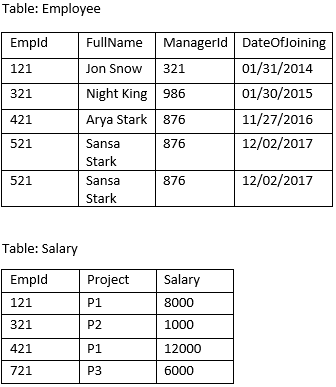 Table: Employee
EmpId FullName ManagerId DateOfJoining
121 Jon Snow 321 01/31/2014
321 Night King 986 01/30/2015
421 Arya Stark 876 11/27/2016
521 Sansa 876 12/02/2017
Stark
521 Sansa 876 12/02/2017
Stark
Table: Salary
EmpId Project Salary
121 P1 8000
321 P2 1000
421 P1 12000
721 P3 6000